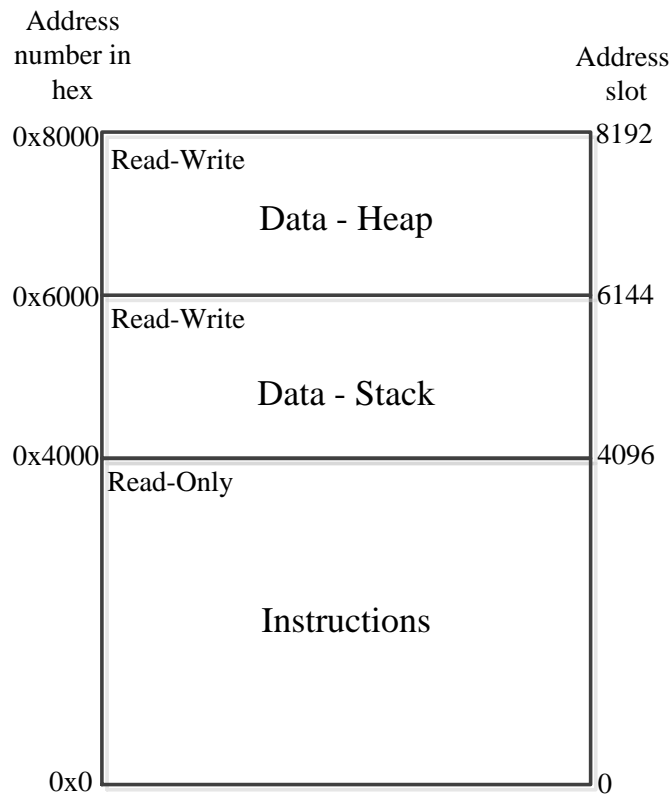 Address
number in
hex
Address
slot
0x8000
8192
Read-Write
Data - Heap
0x6000
6144
Read-Write
Data - Stack
0x4000
4096
Read-Only
Instructions
0x0
0